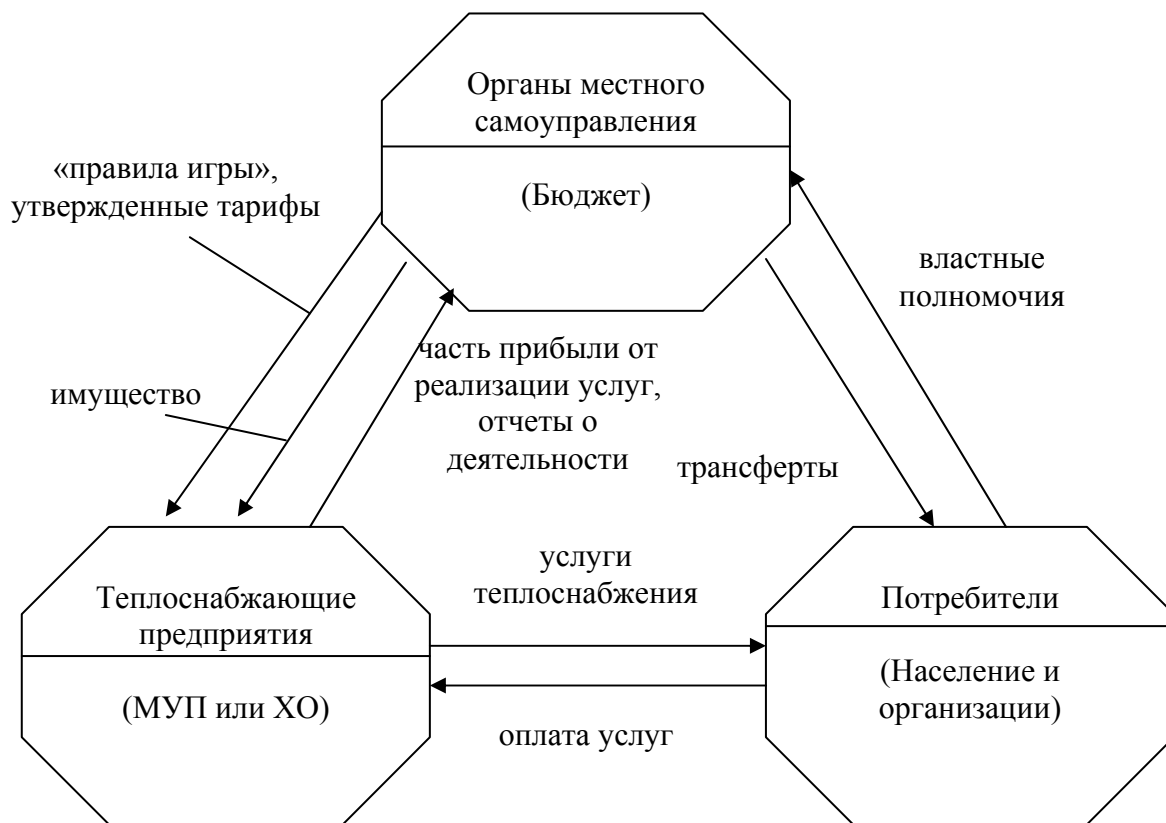 Органы местного
самоуправления
(Бюджет)
«правила игры»,
утвержденные тарифы
властные
полномочия
имущество
часть прибыли от
реализации услуг,
отчеты о
деятельности
трансферты
услуги
теплоснабжения
Теплоснабжающие
предприятия
(МУП или ХО)
Потребители
(Население и
организации)
оплата услуг